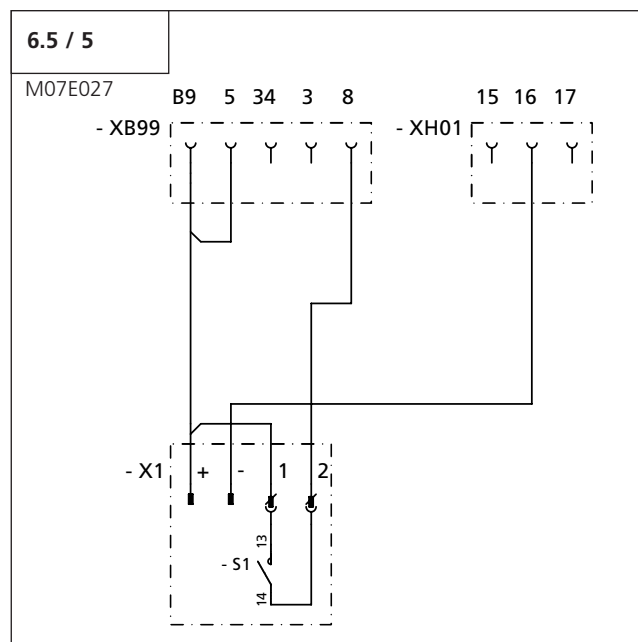 6.5 / 5
M07E027
B9 5 34 3 8 15 16 17
- XB99 - XH01
- X1 + - 1 2
13
- S1
14